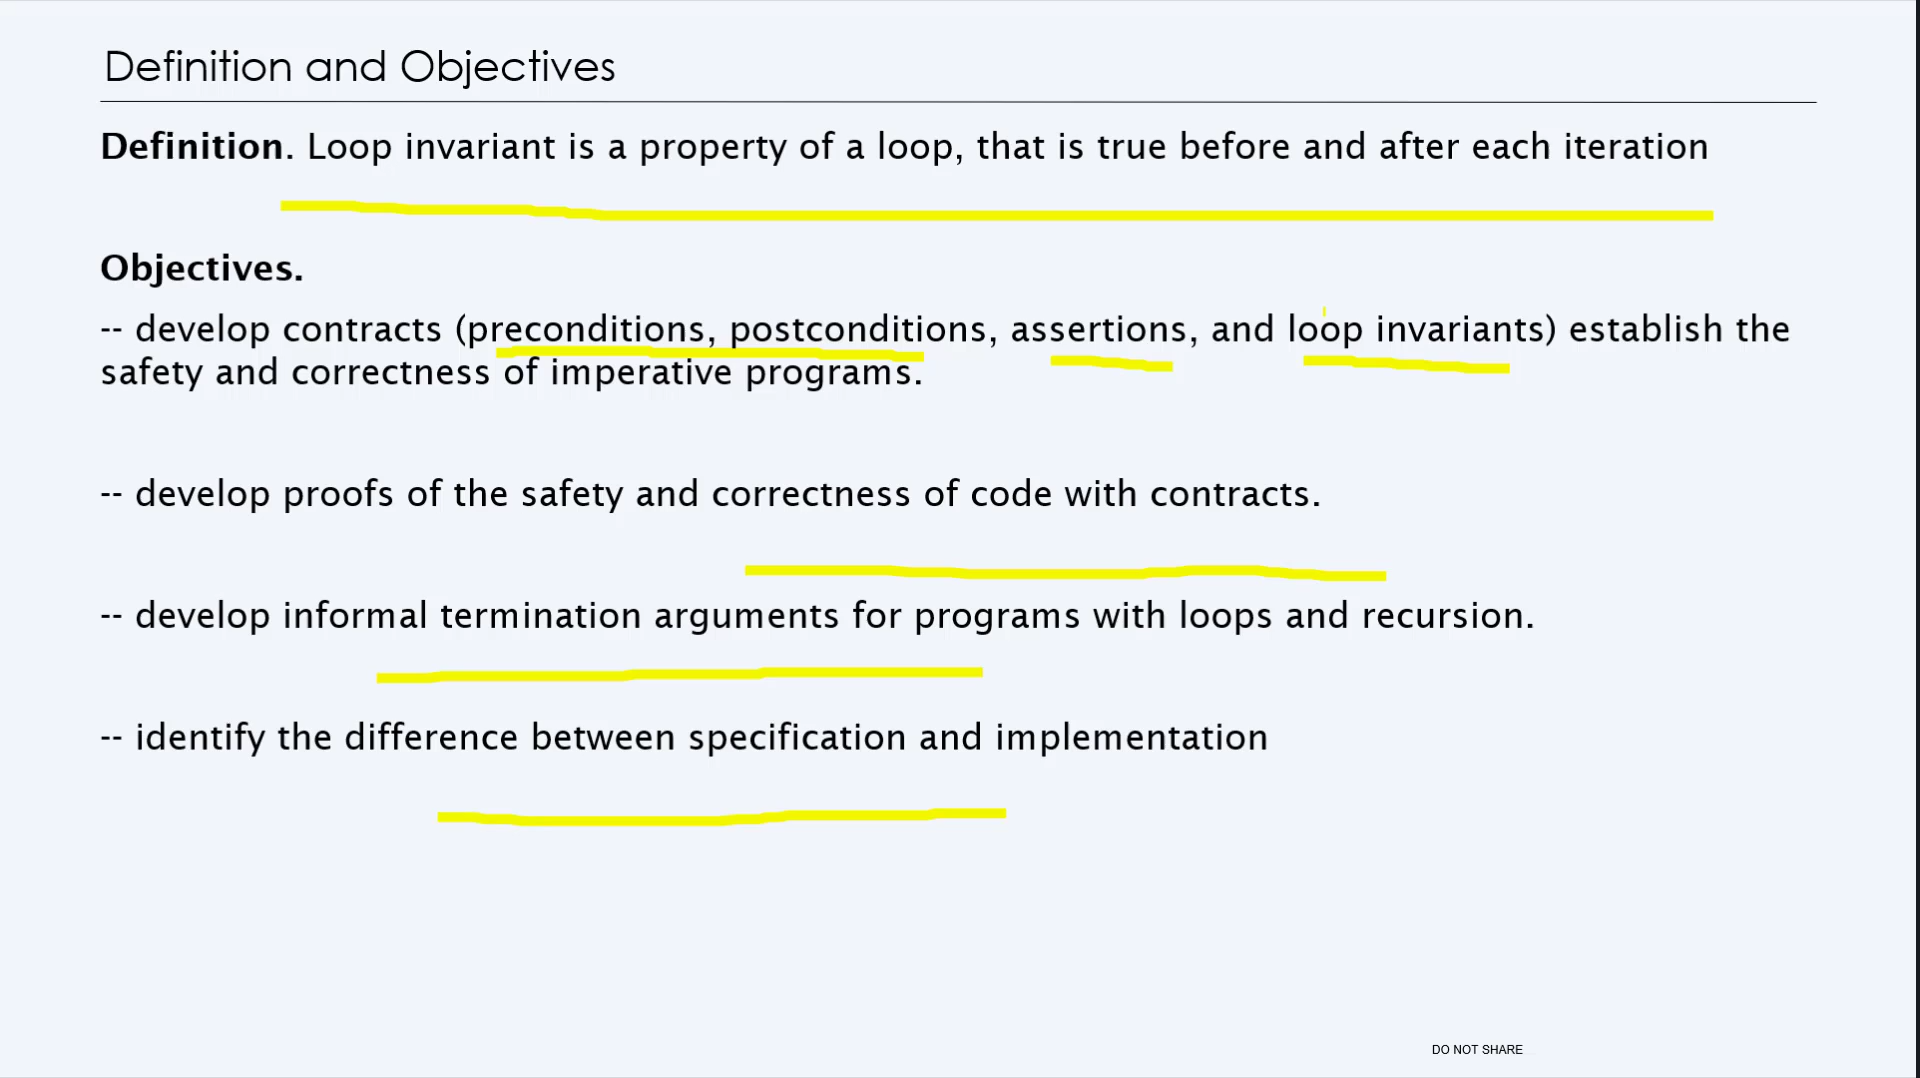 Definition and Objectives
Definition. Loop invariant is a property of a loop, that is true before and after each iteration
Objectives.
-- develop contracts (preconditions, postconditions, assertions, and loop invariants) establish the
safety and correctness of imperative programs.
-- develop proofs of the safety and correctness of code with contracts.
-- develop informal termination arguments for programs with loops and recursion.
-- identify the difference between specification and implementation
DO NOT SHARE